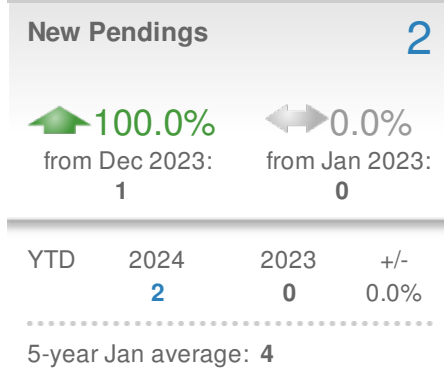 New Pendings 2
100.0% 0.0%
from Dec 2023: from Jan 2023:
1 0
YTD 2024 2023 +/-
2 0 0.0%
5-year Jan average: 4